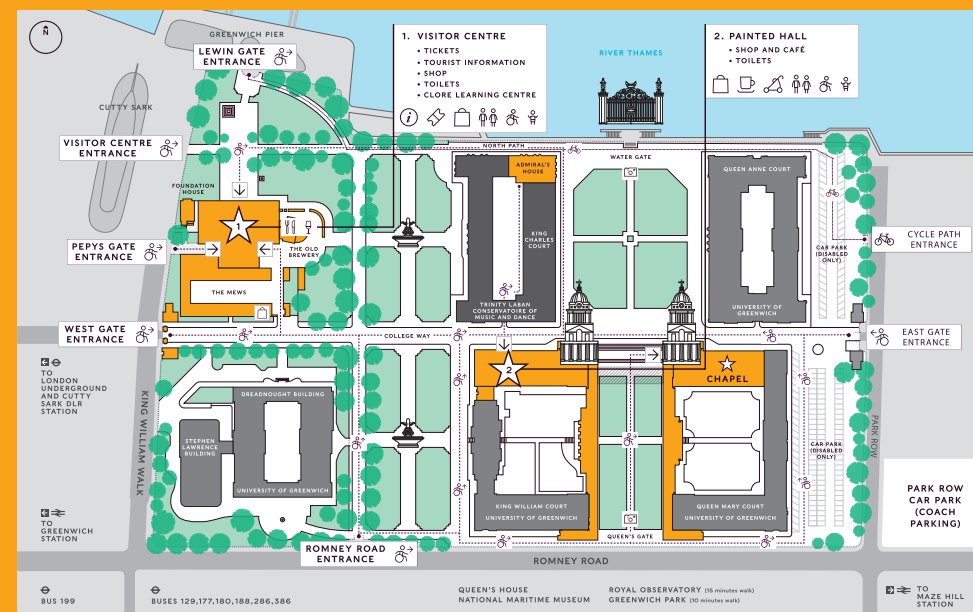 N
GREENWICH PIER
LEWIN GATE
ENTRANCE
CUTTY SARK
VISITOR CENTRE
ENTRANCE
1. VISITOR CENTRE
• TICKETS
• TOURIST INFORMATION
• SHOP
• TOILETS
• CLORE LEARNING CENTRE
RIVER THAMES
2. PAINTED HALL
• SHOP AND CAFÉ
• TOILETS
NORTH PATH
WATER GATE
ADMIRAL'S
HOUSE
QUEEN ANNE COURT
FOUNDATION
HOUSE
1
KING
CHARLES
COURT
PEPYS GATE
ENTRANCE
THE OLD
BREWERY
CYCLE PATH
ENTRANCE
CAR PARK
(DISABLED
ONLY)
THE MEWS
TRINITY LABAN
CONSERVATOIRE OF
MUSIC AND DANCE
UNIVERSITY OF
GREENWICH
WEST GATE
ENTRANCE
COLLEGE WAY
EAST GATE
ENTRANCE
TO
LONDON
UNDERGROUND
AND CUTTY
SARK DLR
STATION
2
CHAPEL
KING WILLIAM WALK
DREADNOUGHT BUILDING
STEPHEN
LAWRENCE
BUILDING
UNIVERSITY OF GREENWICH
CAR PARK
(DISABLED
ONLY)
PARK ROW
PARK ROW
CAR PARK
(COACH
PARKING)
KING WILLIAM COURT
UNIVERSITY OF GREENWICH
QUEEN MARY COURT
UNIVERSITY OF GREENWICH
QUEEN'S GATE
TO
GREENWICH
STATION
ROMNEY ROAD
ENTRANCE
ROMNEY ROAD
BUS 199
BUSES 129,177,180,188,286,386
QUEEN'S HOUSE
NATIONAL MARITIME MUSEUM
ROYAL OBSERVATORY (15 minutes walk)
GREENWICH PARK (10 minutes walk)
TO
MAZE HILL
STATION